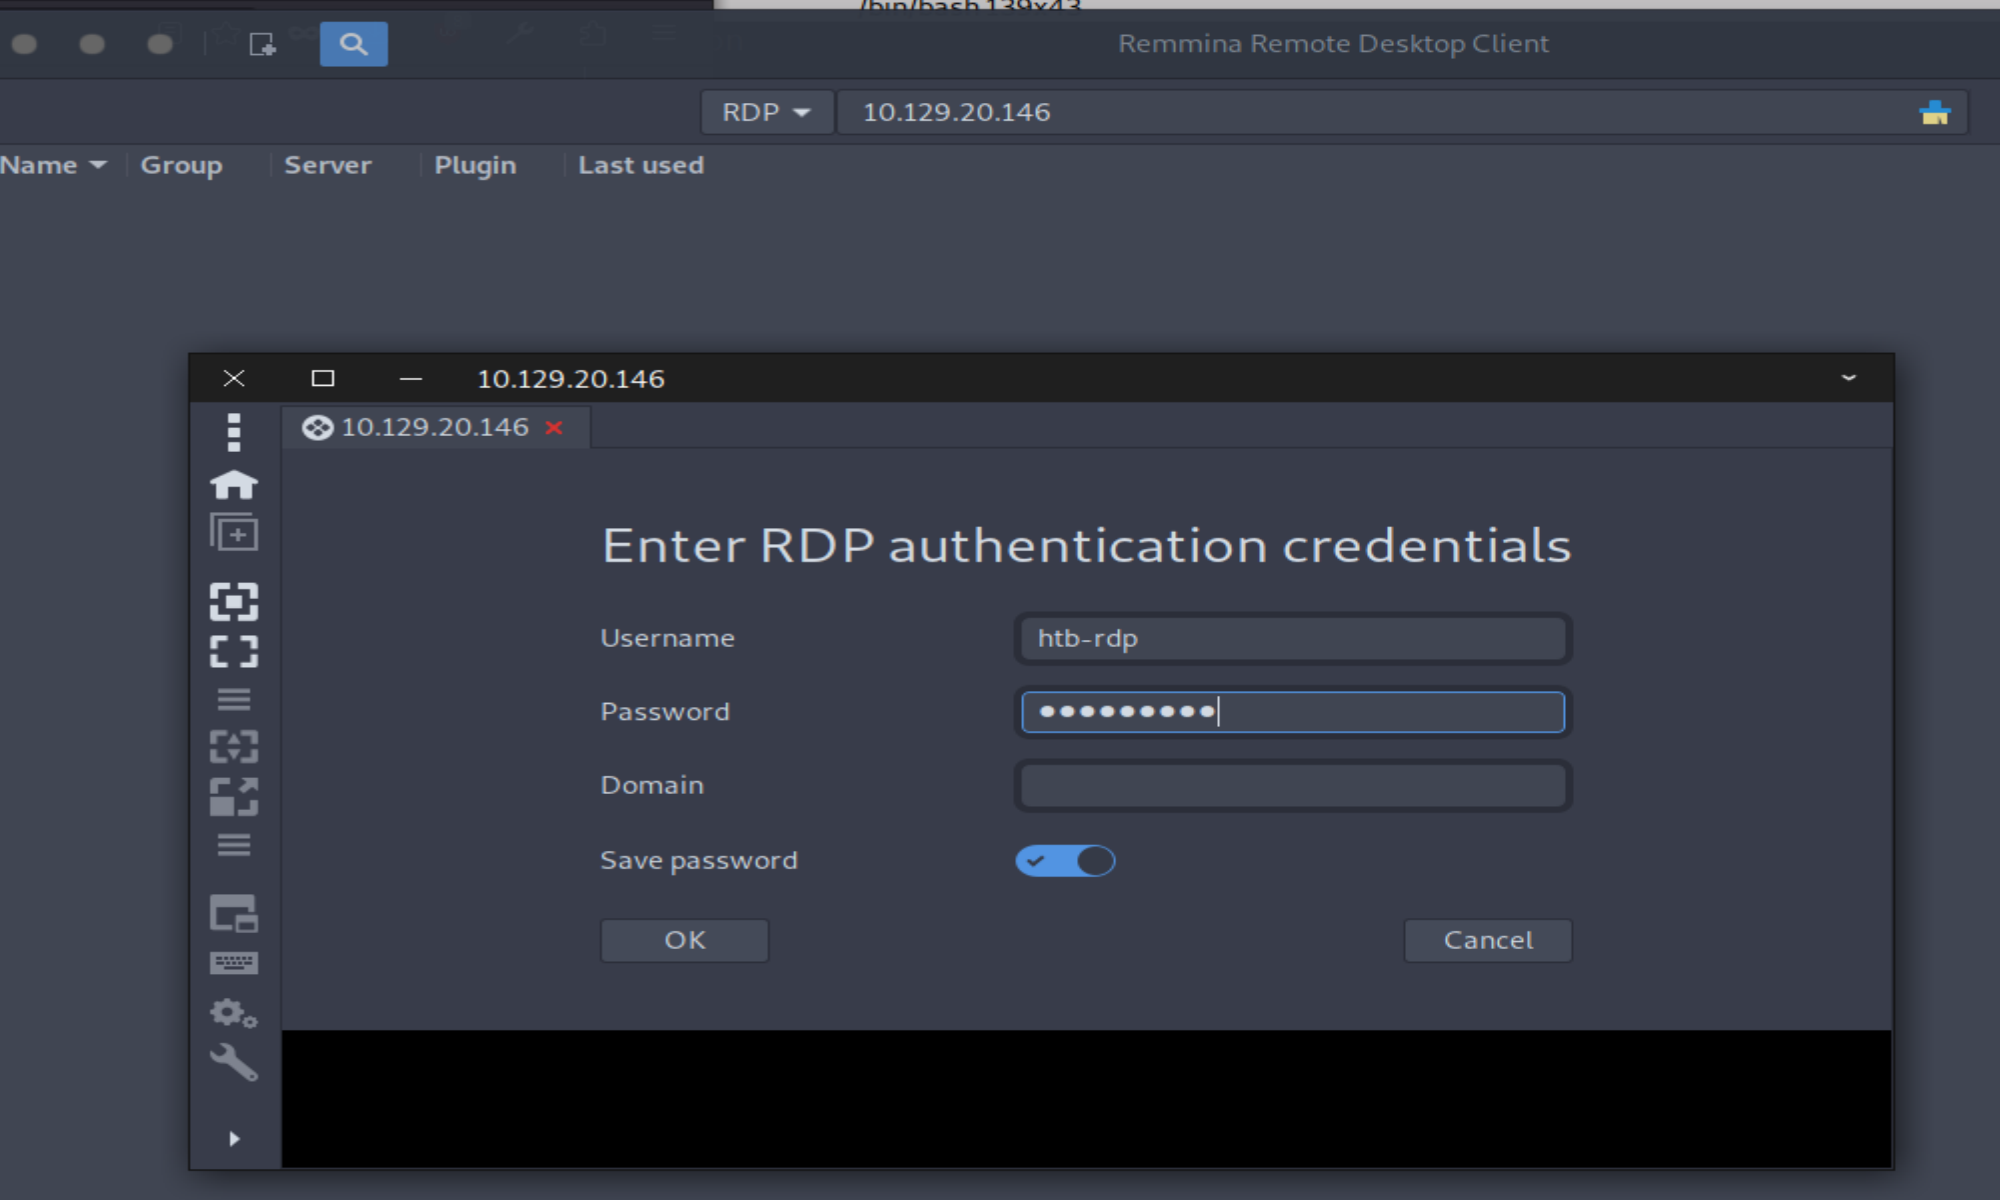 /bin/bash 139x43
Remmina Remote Desktop Client
RDP 10.129.20.146
Name Group Server Plugin Last used
10.129.20.146
10.129.20.146
Enter RDP authentication credentials
Username htb-rdp
Password
Domain
Save password
OK Cancel